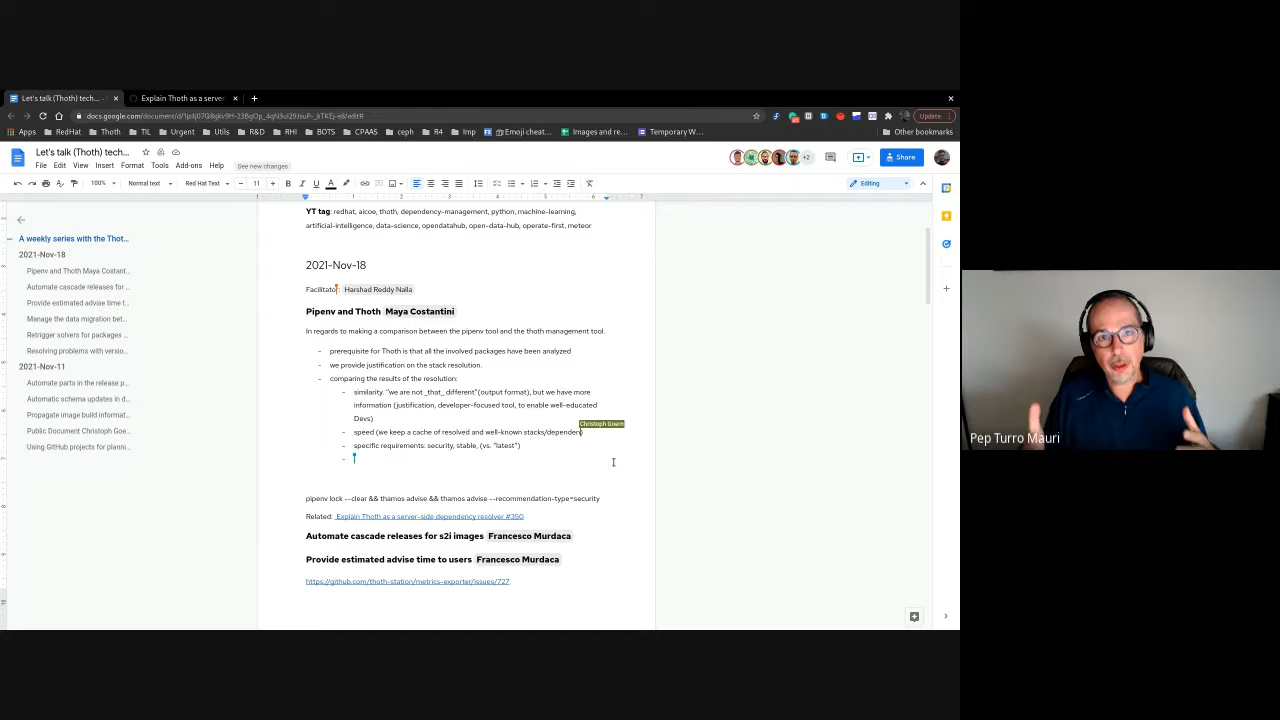 Let's talk (Thoth) tech... -
Explain Thoth as a server-
Update
Apps
RedHat
Thoth
TIL
Urgent
Utils
R&D
RHI
BOTS
CPAAS
ceph
R4
Imp
Emoji cheat...
Images and re...
Temporary W...
Other bookmarks
Let's talk (Thoth) tech...
File Edit View Insert Format Tools Add-ons Help
See new changes
+2
Share
100%
Normal text
Red Hat Text
11
Editing
A weekly series with the Thot...
2021-Nov-18
Pipenv and Thoth Maya Costant...
Automate cascade releases for ...
Provide estimated advise time t...
Manage the data migration bet...
Retrigger solvers for packages ...
Resolving problems with versio...
2021-Nov-11
Automate parts in the release p...
Automatic schema updates in d...
Propagate image build informat...
Public Document Christoph Goe...
Using GitHub projects for planni...
YT tag: redhat, aicoe, thoth, dependency-management, python, machine-learning,
artificial-intelligence, data-science, opendatahub, open-data-hub, operate-first, meteor
2021-Nov-18
Facilitator: Harshad Reddy Nalla
Pipenv and Thoth Maya Costantini
In regards to making a comparison between the pipenv tool and the thoth management tool.
- prerequisite for Thoth is that all the involved packages have been analyzed
- we provide justification on the stack resolution.
- comparing the results of the resolution:
- similarity. "we are not _that_ different"(output format), but we have more
information (justification, developer-focused tool, to enable well-educated
Devs)
Christoph Goern
- speed (we keep a cache of resolved and well-known stacks/dependen)
- specific requirements: security, stable, (vs. "latest")
-
pipenv lock --clear && thamos advise && thamos advise --recommendation-type=security
Related: Explain Thoth as a server-side dependency resolver #350
Automate cascade releases for s2i images Francesco Murdaca
Provide estimated advise time to users Francesco Murdaca
https://github.com/thoth-station/metrics-exporter/issues/727
Pep Turro Mauri